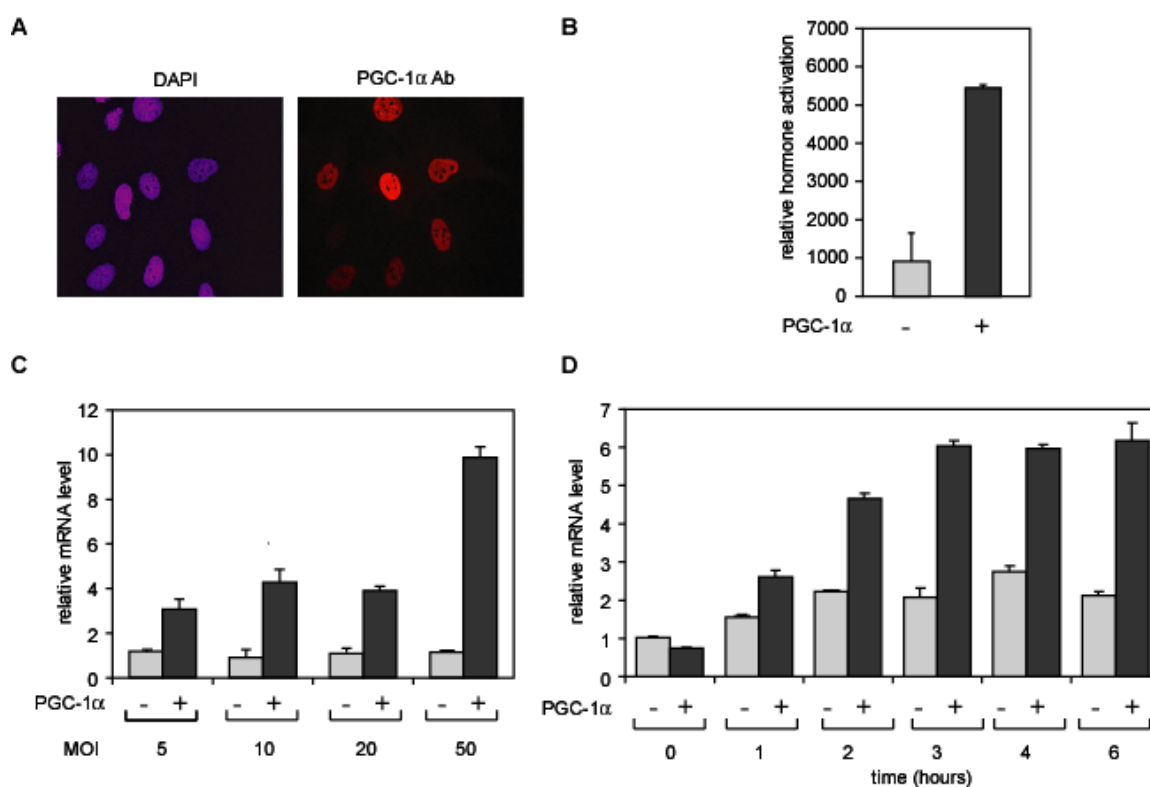 A
DAPI
PGC-1α Ab
B
relative hormone activation
7000
6000
5000
4000
3000
2000
1000
0
PGC-1α - +
C
relative mRNA level
12
10
8
6
4
2
0
PGC-1α - + - + - + - +
MOI 5 10 20 50
D
relative mRNA level
7
6
5
4
3
2
1
0
PGC-1α - + - + - + - + - + - +
0 1 2 3 4 6
time (hours)